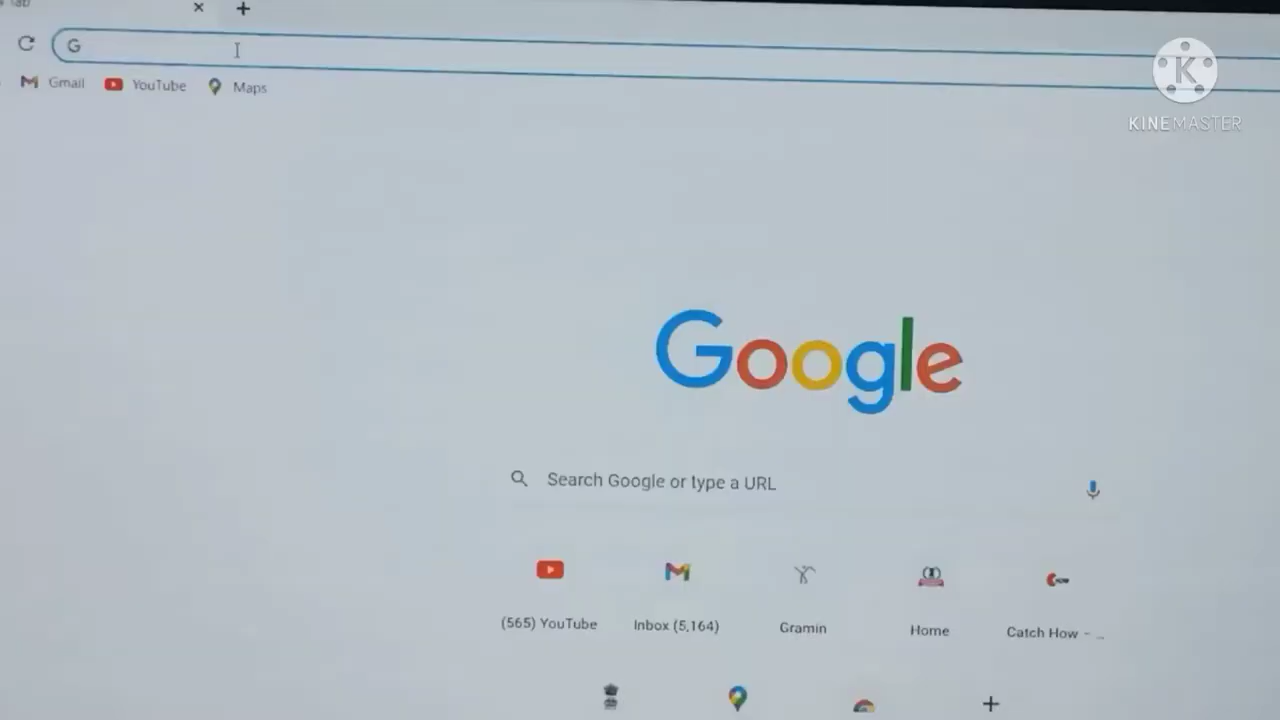 Tab
G
Gmail YouTube Maps
KINEMASTER
Google
Search Google or type a URL
(565) YouTube Inbox (5,164) Gramin Home Catch How - ...